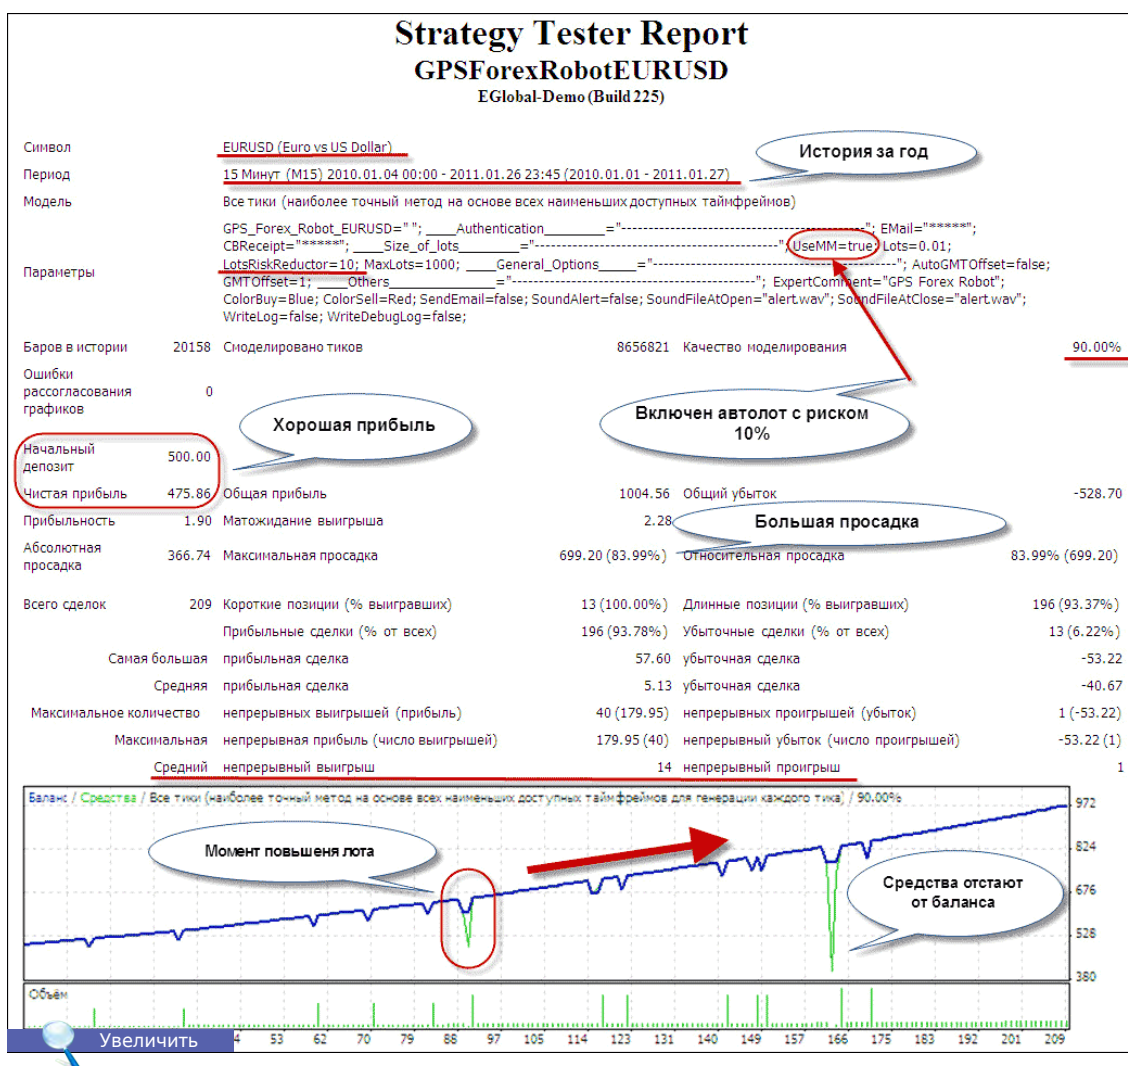 Strategy Tester Report
GPSForexRobotEURUSD
EGlobal-Demo (Build 225)
Символ EURUSD (Euro vs US Dollar)
История за год
Период 15 Минут (M15) 2010.01.04 00:00 - 2011.01.26 23:45 (2010.01.01 - 2011.01.27)
Модель Все тики (наиболее точный метод на основе всех наименьших доступных таймфреймов)
Параметры
GPS_Forex_Robot_EURUSD=" "; ____Authentication__________="---------------------------------------------"; EMail="*****";
CBReceipt="*****"; ____Size_of_lots________="---------------------------------------------"; UseMM=true; Lots=0.01;
LotsRiskReductor=10; MaxLots=1000; ____General_Options_____="---------------------------------------------"; AutoGMTOffset=false;
GMTOffset=1; ____Others______________="---------------------------------------------"; ExpertComment="GPS Forex Robot";
ColorBuy=Blue; ColorSell=Red; SendEmail=false; SoundAlert=false; SoundFileAtOpen="alert.wav"; SoundFileAtClose="alert.wav";
WriteLog=false; WriteDebugLog=false;
Баров в истории 20158 Смоделировано тиков 8656821 Качество моделирования 90.00%
Ошибки
рассогласования 0
графиков
Хорошая прибыль
Включен автолот с риском
10%
Начальный
депозит 500.00
Чистая прибыль 475.86 Общая прибыль 1004.56 Общий убыток -528.70
Прибыльность 1.90 Матожидание выигрыша 2.28
Большая просадка
Абсолютная
просадка 366.74 Максимальная просадка 699.20 (83.99%) Относительная просадка 83.99% (699.20)
Всего сделок 209 Короткие позиции (% выигравших) 13 (100.00%) Длинные позиции (% выигравших) 196 (93.37%)
Прибыльные сделки (% от всех) 196 (93.78%) Убыточные сделки (% от всех) 13 (6.22%)
Самая большая прибыльная сделка 57.60 убыточная сделка -53.22
Средняя прибыльная сделка 5.13 убыточная сделка -40.67
Максимальное количество непрерывных выигрышей (прибыль) 40 (179.95) непрерывных проигрышей (убыток) 1 (-53.22)
Максимальная непрерывная прибыль (число выигрышей) 179.95 (40) непрерывный убыток (число проигрышей) -53.22 (1)
Средний непрерывный выигрыш 14 непрерывный проигрыш 1
Баланс / Средства / Все тики (наиболее точный метод на основе всех наименьших доступных таймфреймов для генерации каждого тика) / 90.00%
972
824
676
528
380
Момент повышеня лота
Средства отстают
от баланса
Объём
Увеличить
4 53 62 70 79 88 97 105 114 123 131 140 149 157 166 175 183 192 201 209